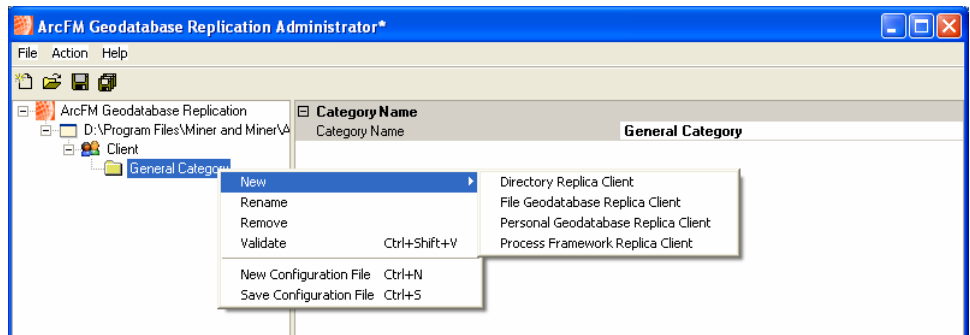 ArcFM Geodatabase Replication Administrator*
File Action Help
ArcFM Geodatabase Replication
D:\Program Files\Miner and Miner\A
Client
General Category
Category Name
Category Name General Category
New
Rename
Remove
Validate Ctrl+Shift+V
New Configuration File Ctrl+N
Save Configuration File Ctrl+S
Directory Replica Client
File Geodatabase Replica Client
Personal Geodatabase Replica Client
Process Framework Replica Client